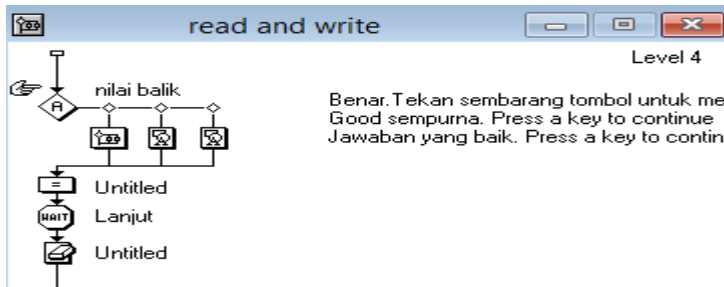 read and write
Level 4
A
nilai balik
Benar.Tekan sembarang tombol untuk me
Good sempurna. Press a key to continue
Jawaban yang baik. Press a key to contin
=
Untitled
WAIT
Lanjut
Untitled